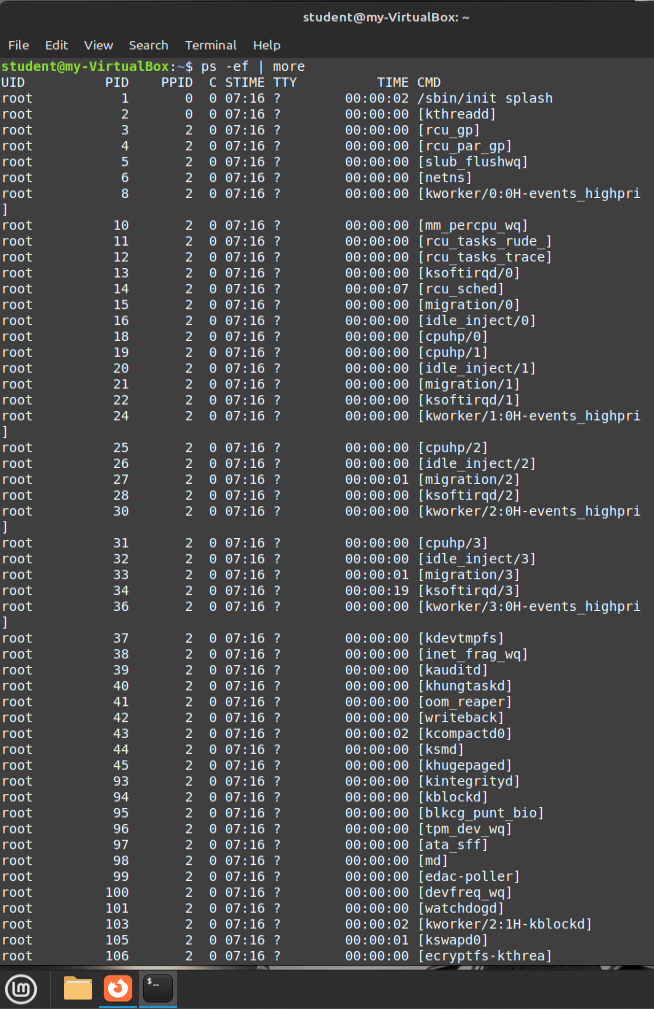 student@my-VirtualBox: ~
File Edit View Search Terminal Help
student@my-VirtualBox:~$ ps -ef | more
UID          PID    PPID  C STIME TTY          TIME CMD
root           1       0  0 07:16 ?        00:00:02 /sbin/init splash
root           2       0  0 07:16 ?        00:00:00 [kthreadd]
root           3       2  0 07:16 ?        00:00:00 [rcu_gp]
root           4       2  0 07:16 ?        00:00:00 [rcu_par_gp]
root           5       2  0 07:16 ?        00:00:00 [slub_flushwq]
root           6       2  0 07:16 ?        00:00:00 [netns]
root           8       2  0 07:16 ?        00:00:00 [kworker/0:0H-events_highpri
]
root          10       2  0 07:16 ?        00:00:00 [mm_percpu_wq]
root          11       2  0 07:16 ?        00:00:00 [rcu_tasks_rude_]
root          12       2  0 07:16 ?        00:00:00 [rcu_tasks_trace]
root          13       2  0 07:16 ?        00:00:00 [ksoftirqd/0]
root          14       2  0 07:16 ?        00:00:07 [rcu_sched]
root          15       2  0 07:16 ?        00:00:00 [migration/0]
root          16       2  0 07:16 ?        00:00:00 [idle_inject/0]
root          18       2  0 07:16 ?        00:00:00 [cpuhp/0]
root          19       2  0 07:16 ?        00:00:00 [cpuhp/1]
root          20       2  0 07:16 ?        00:00:00 [idle_inject/1]
root          21       2  0 07:16 ?        00:00:00 [migration/1]
root          22       2  0 07:16 ?        00:00:00 [ksoftirqd/1]
root          24       2  0 07:16 ?        00:00:00 [kworker/1:0H-events_highpri
]
root          25       2  0 07:16 ?        00:00:00 [cpuhp/2]
root          26       2  0 07:16 ?        00:00:00 [idle_inject/2]
root          27       2  0 07:16 ?        00:00:01 [migration/2]
root          28       2  0 07:16 ?        00:00:00 [ksoftirqd/2]
root          30       2  0 07:16 ?        00:00:00 [kworker/2:0H-events_highpri
]
root          31       2  0 07:16 ?        00:00:00 [cpuhp/3]
root          32       2  0 07:16 ?        00:00:00 [idle_inject/3]
root          33       2  0 07:16 ?        00:00:01 [migration/3]
root          34       2  0 07:16 ?        00:00:19 [ksoftirqd/3]
root          36       2  0 07:16 ?        00:00:00 [kworker/3:0H-events_highpri
]
root          37       2  0 07:16 ?        00:00:00 [kdevtmpfs]
root          38       2  0 07:16 ?        00:00:00 [inet_frag_wq]
root          39       2  0 07:16 ?        00:00:00 [kauditd]
root          40       2  0 07:16 ?        00:00:00 [khungtaskd]
root          41       2  0 07:16 ?        00:00:00 [oom_reaper]
root          42       2  0 07:16 ?        00:00:00 [writeback]
root          43       2  0 07:16 ?        00:00:02 [kcompactd0]
root          44       2  0 07:16 ?        00:00:00 [ksmd]
root          45       2  0 07:16 ?        00:00:00 [khugepaged]
root          93       2  0 07:16 ?        00:00:00 [kintegrityd]
root          94       2  0 07:16 ?        00:00:00 [kblockd]
root          95       2  0 07:16 ?        00:00:00 [blkcg_punt_bio]
root          96       2  0 07:16 ?        00:00:00 [tpm_dev_wq]
root          97       2  0 07:16 ?        00:00:00 [ata_sff]
root          98       2  0 07:16 ?        00:00:00 [md]
root          99       2  0 07:16 ?        00:00:00 [edac-poller]
root         100       2  0 07:16 ?        00:00:00 [devfreq_wq]
root         101       2  0 07:16 ?        00:00:00 [watchdogd]
root         103       2  0 07:16 ?        00:00:02 [kworker/2:1H-kblockd]
root         105       2  0 07:16 ?        00:00:01 [kswapd0]
root         106       2  0 07:16 ?        00:00:00 [ecryptfs-kthrea]